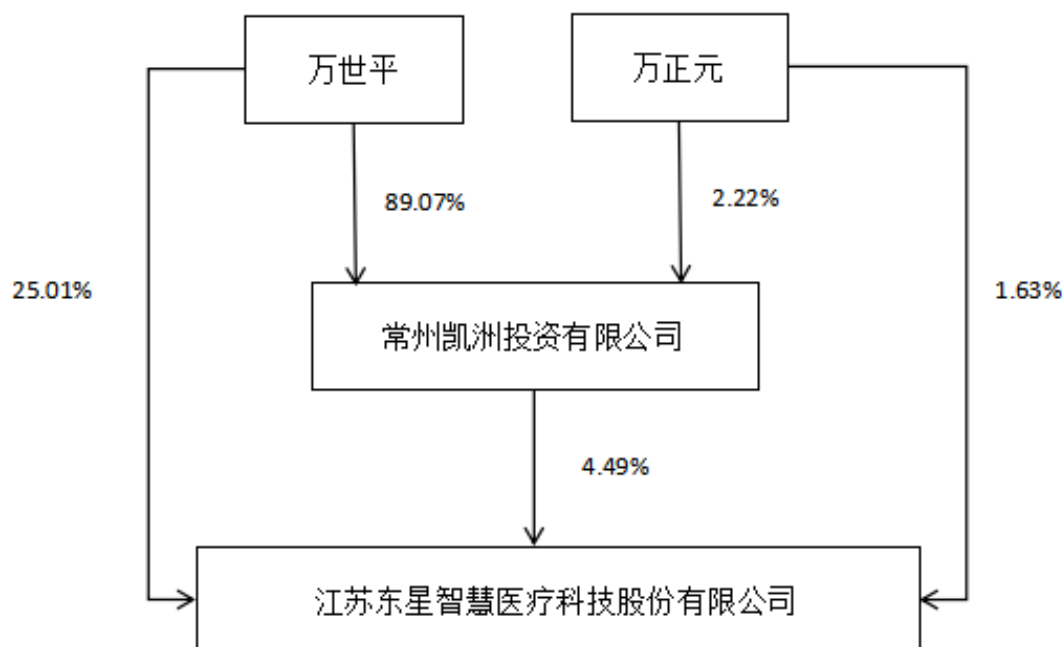 万世平
万正元
89.07%
2.22%
25.01%
1.63%
常州凯洲投资有限公司
4.49%
江苏东星智慧医疗科技股份有限公司